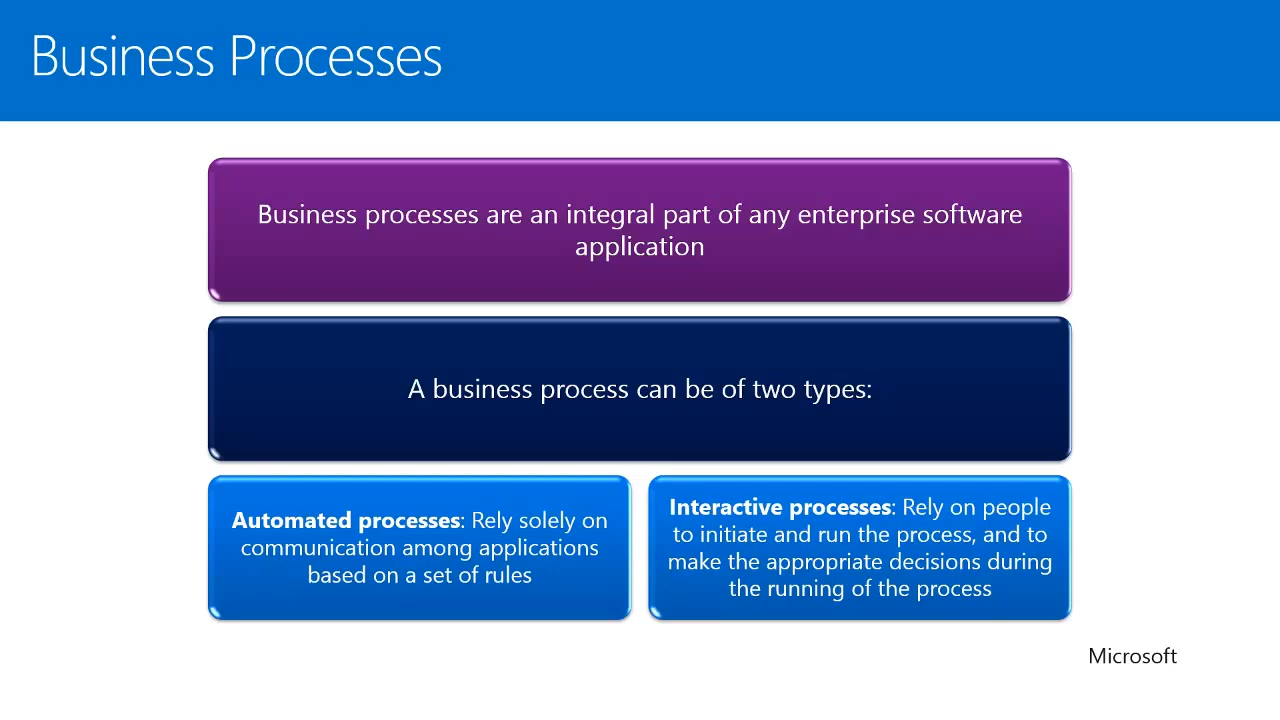 Business Processes
Business processes are an integral part of any enterprise software
application
A business process can be of two types:
Automated processes: Rely solely on
communication among applications
based on a set of rules
Interactive processes: Rely on people
to initiate and run the process, and to
make the appropriate decisions during
the running of the process
Microsoft